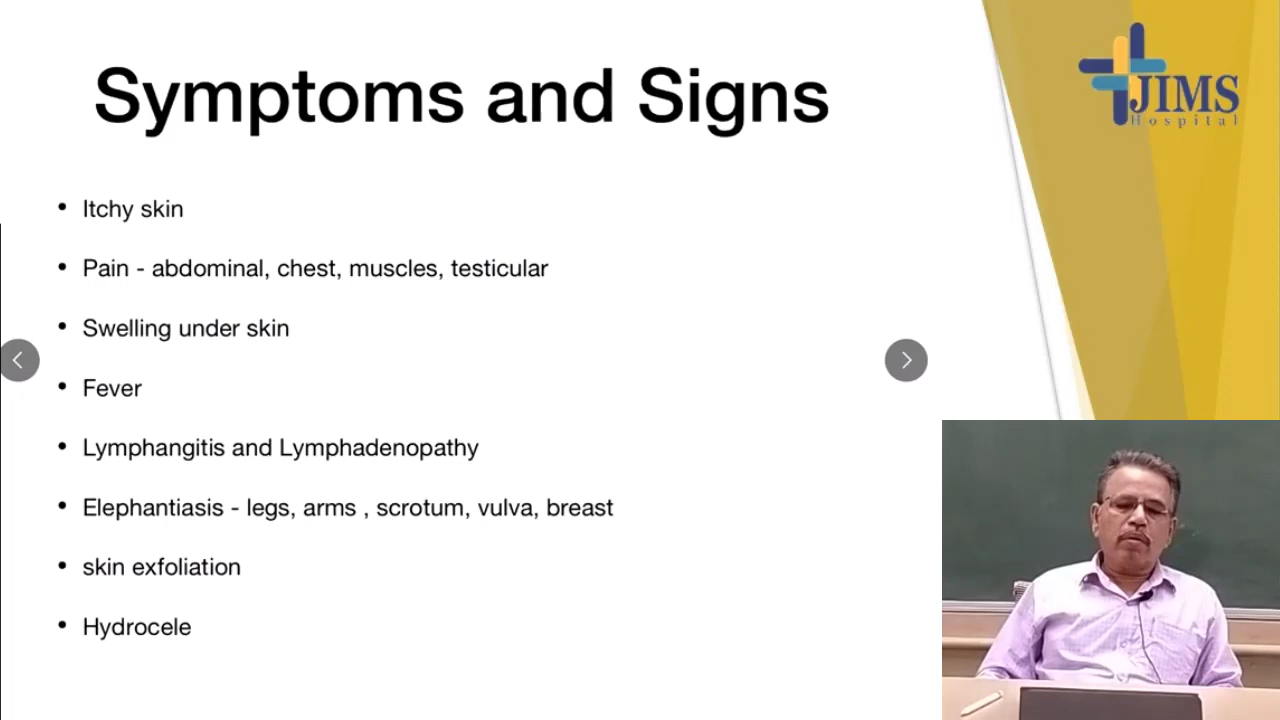 Symptoms and Signs
JIMS
Hospital
• Itchy skin
• Pain - abdominal, chest, muscles, testicular
• Swelling under skin
• Fever
• Lymphangitis and Lymphadenopathy
• Elephantiasis - legs, arms , scrotum, vulva, breast
• skin exfoliation
• Hydrocele